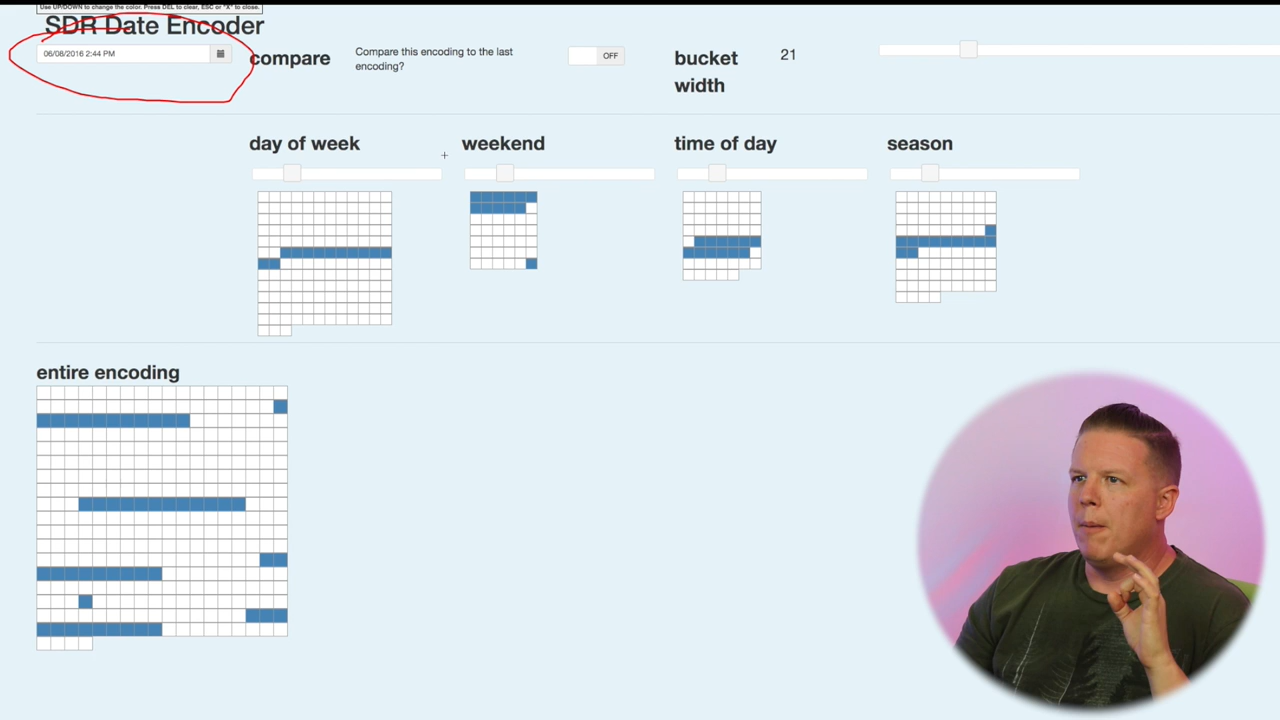 Use UP/DOWN to change the color. Press DEL to clear, ESC or "X" to close.
SDR Date Encoder
06/08/2016 2:44 PM
compare
Compare this encoding to the last
encoding?
OFF
bucket
width
21
day of week
weekend
time of day
season
entire encoding